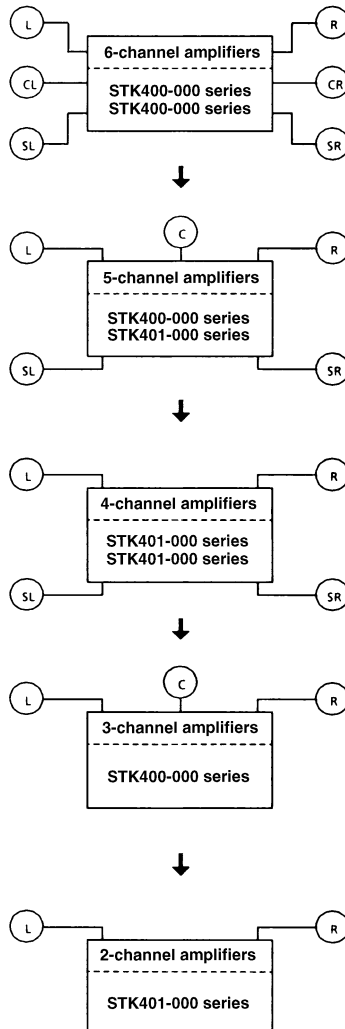 L
R
6-channel amplifiers
CL
STK400-000 series
CR
STK400-000 series
SL
SR
C
L
R
5-channel amplifiers
STK400-000 series
STK401-000 series
SL
SR
L
R
4-channel amplifiers
STK401-000 series
STK401-000 series
SL
SR
C
L
R
3-channel amplifiers
STK400-000 series
L
R
2-channel amplifiers
STK401-000 series